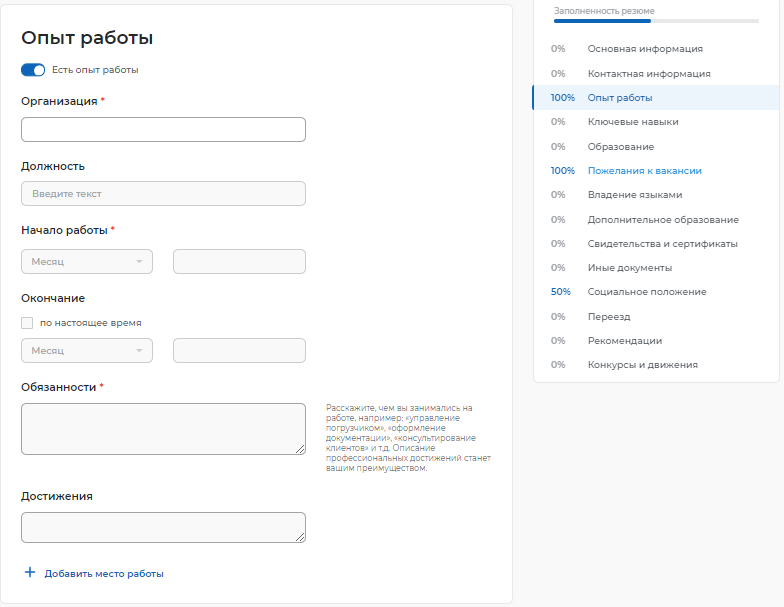 Опыт работы
Есть опыт работы
Организация *
Должность
Введите текст
Начало работы *
Месяц
Окончание
по настоящее время
Месяц
Обязанности *
Расскажите, чем вы занимались на
работе, например: «управление
погрузчиком», «оформление
документации», «консультирование
клиентов» и т.д. Описание
профессиональных достижений станет
вашим преимуществом.
Достижения
+ Добавить место работы
Заполненность резюме
0% Основная информация
0% Контактная информация
100% Опыт работы
0% Ключевые навыки
0% Образование
100% Пожелания к вакансии
0% Владение языками
0% Дополнительное образование
0% Свидетельства и сертификаты
0% Иные документы
50% Социальное положение
0% Переезд
0% Рекомендации
0% Конкурсы и движения